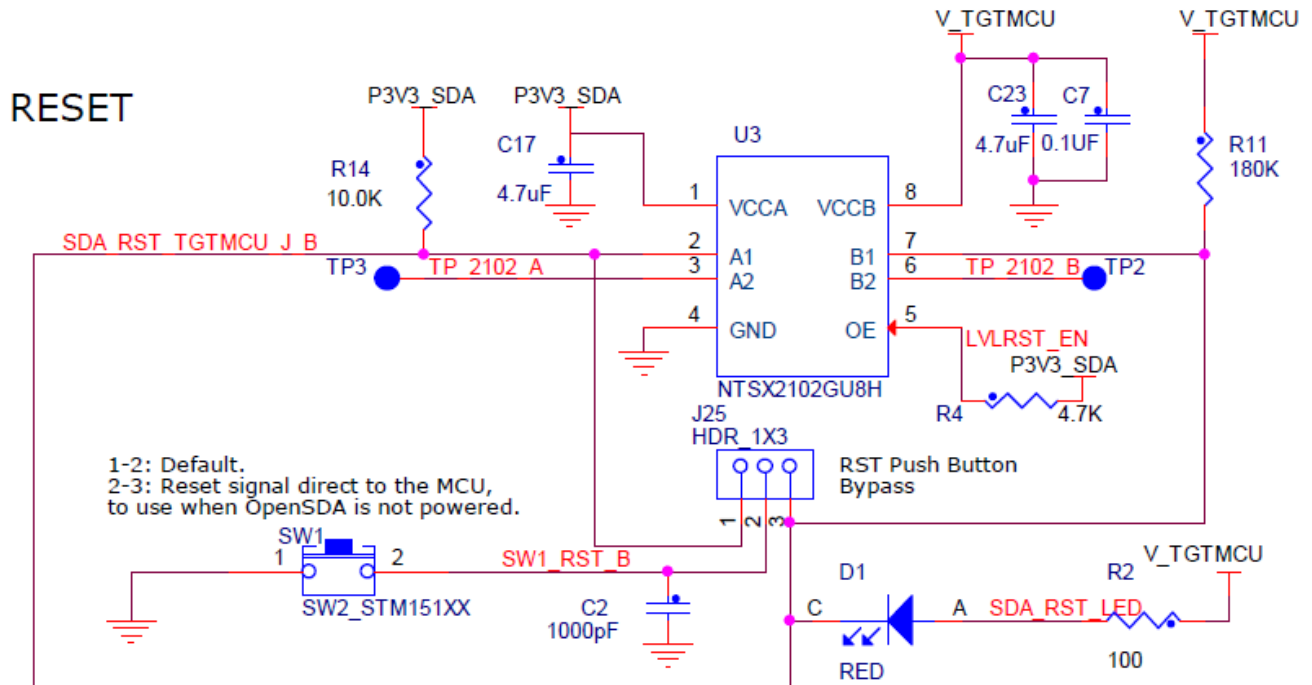 V_TGTMCU
V_TGTMCU
RESET
P3V3_SDA
P3V3_SDA
C23
C7
C17
U3
4.7uF
0.1UF
R11
180K
R14
10.0K
4.7uF
1
VCCA
VCCB
8
SDA_RST_TGTMCU_J_B
2
A1
B1
7
TP3
TP_2102_A
3
A2
B2
6
TP_2102_B
TP2
4
GND
OE
5
LVLRST_EN
P3V3_SDA
NTSX2102GU8H
R4
4.7K
J25
HDR_1X3
1-2: Default.
2-3: Reset signal direct to the MCU,
to use when OpenSDA is not powered.
RST Push Button
Bypass
1
2
3
SW1
1
2
SW1_RST_B
SW2_STM151XX
C2
1000pF
V_TGTMCU
D1
R2
C
A
SDA_RST_LED
RED
100